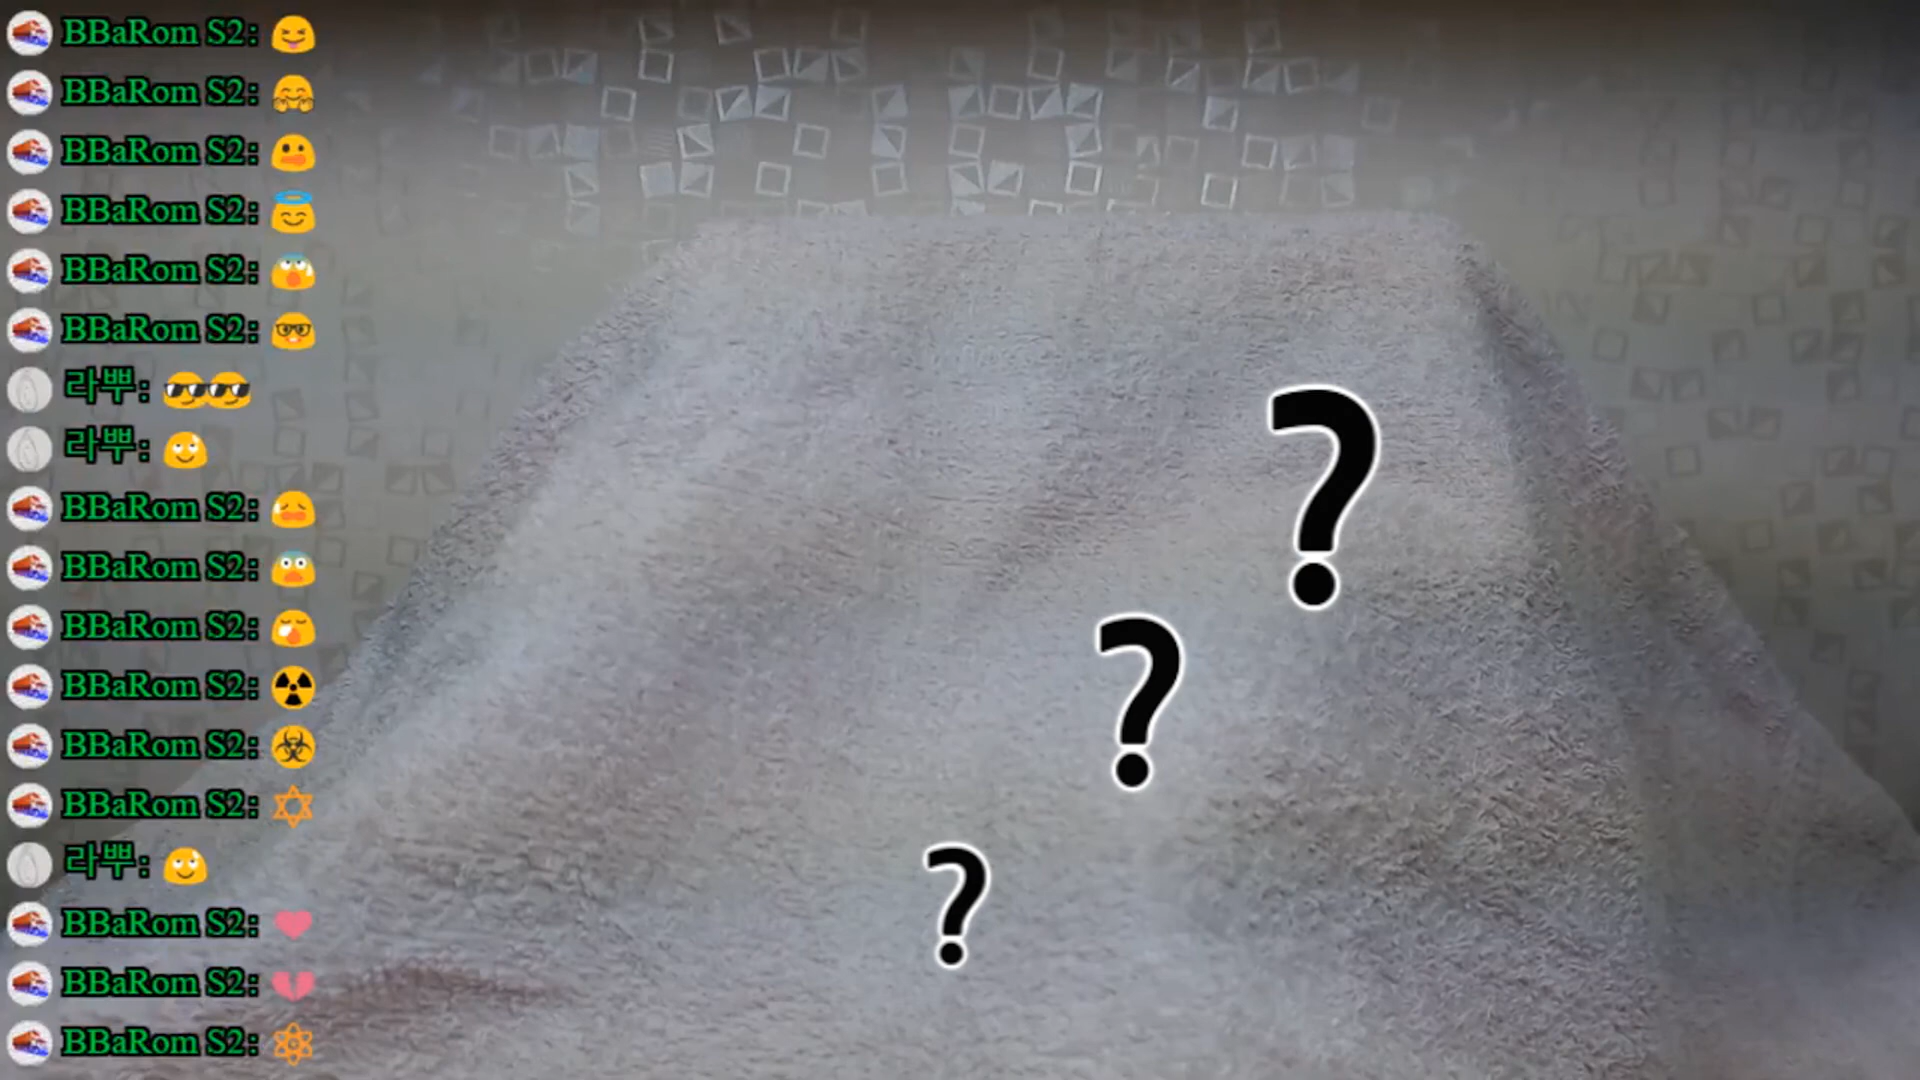 BBaRom S2: 😝
BBaRom S2: 🤗
BBaRom S2:
BBaRom S2: 😇
BBaRom S2: 😰
BBaRom S2: 🤓
라뿌: 😎😎
라뿌:
BBaRom S2:
BBaRom S2: 😨
BBaRom S2: 😪
BBaRom S2: ☢
BBaRom S2: ☣
BBaRom S2: ✡
라뿌:
BBaRom S2: ❤
BBaRom S2: 💔
BBaRom S2: ⚛
?
?
?